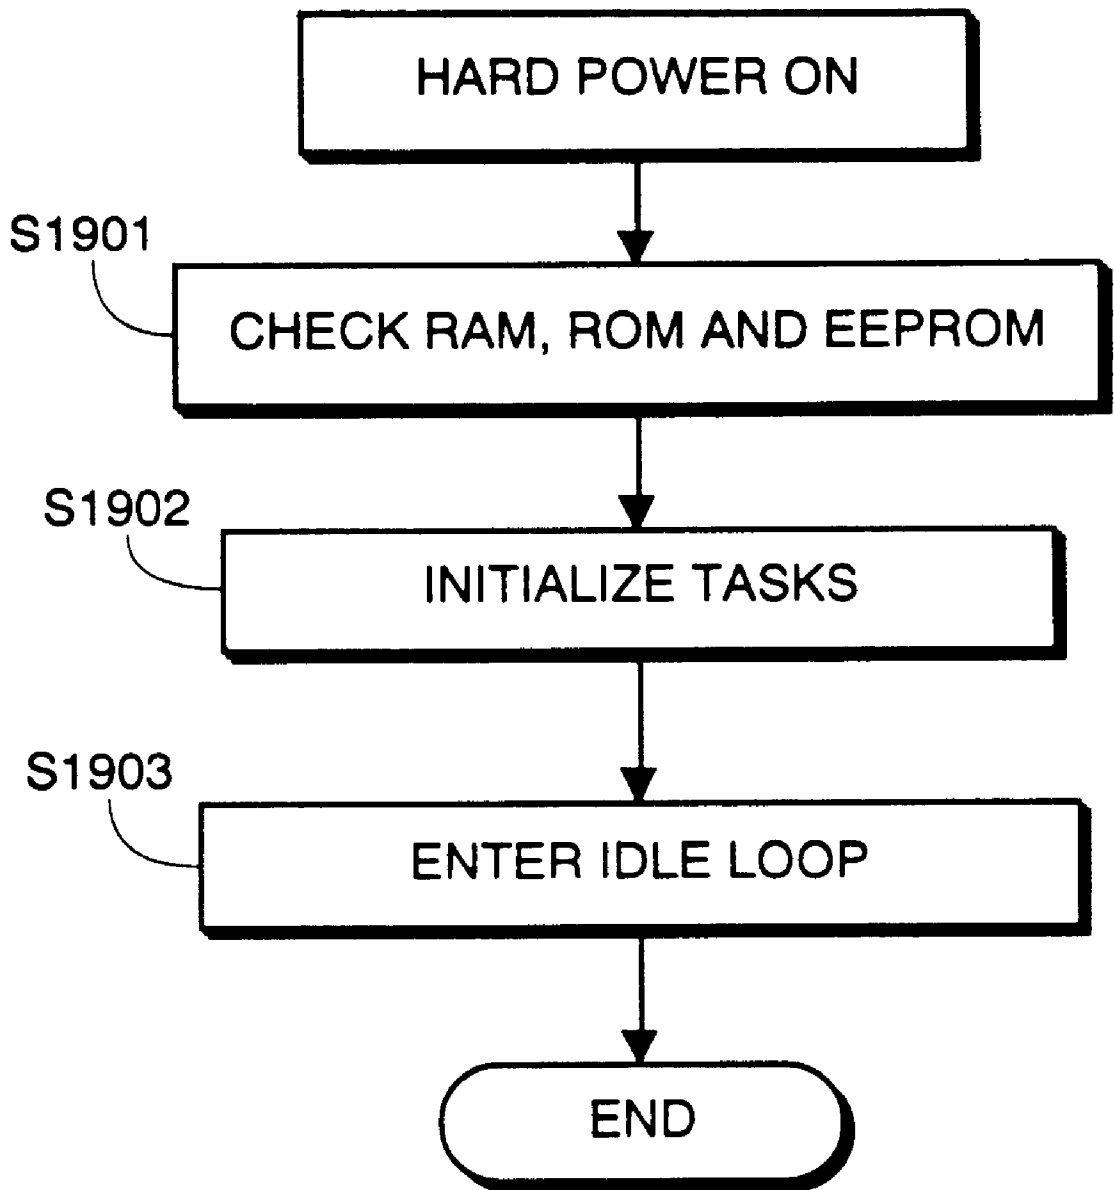 HARD POWER ON
S1901
CHECK RAM, ROM AND EEPROM
S1902
INITIALIZE TASKS
S1903
ENTER IDLE LOOP
END